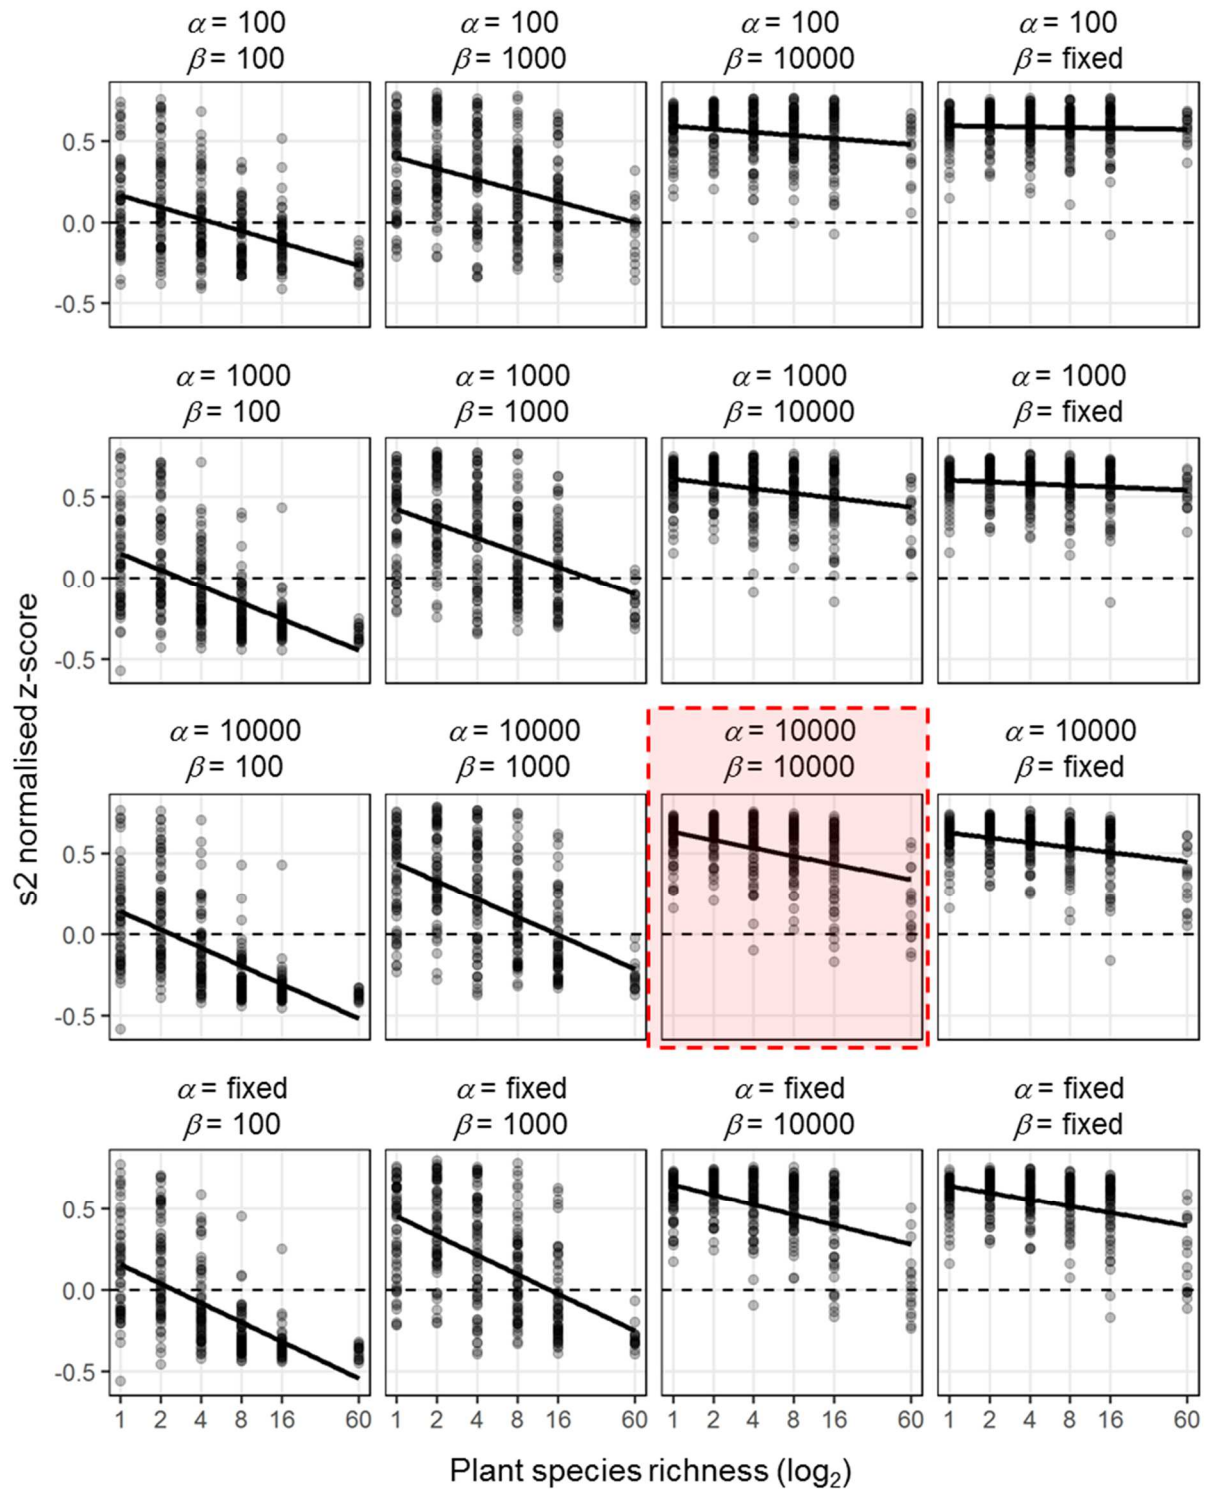 α = 100 α = 100 α = 100 α = 100
β = 100 β = 1000 β = 10000 β = fixed
0.5
0.0
-0.5
α = 1000 α = 1000 α = 1000 α = 1000
β = 100 β = 1000 β = 10000 β = fixed
0.5
0.0
-0.5
s2 normalised z-score
α = 10000 α = 10000 α = 10000 α = 10000
β = 100 β = 1000 β = 10000 β = fixed
0.5
0.0
-0.5
α = fixed α = fixed α = fixed α = fixed
β = 100 β = 1000 β = 10000 β = fixed
0.5
0.0
-0.5
1 2 4 8 16 60 1 2 4 8 16 60 1 2 4 8 16 60 1 2 4 8 16 60
Plant species richness (log₂)